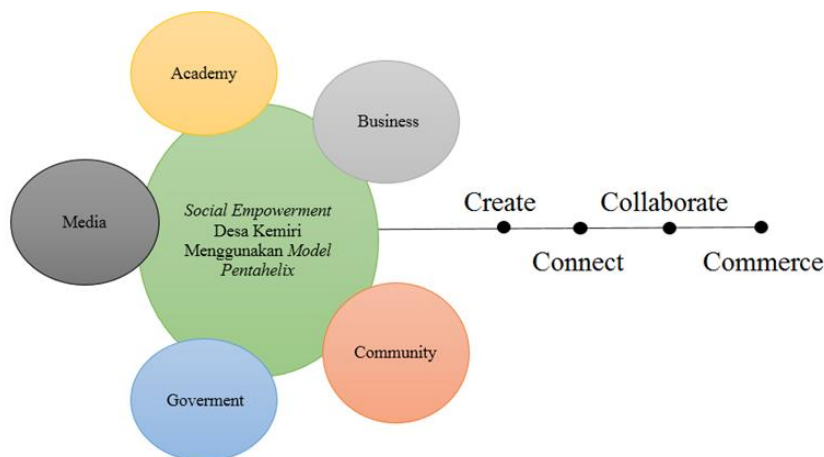 Academy
Business
Media
Social Empowerment
Desa Kemiri
Menggunakan Model
Pentahelix
Community
Goverment
Create
Connect
Collaborate
Commerce